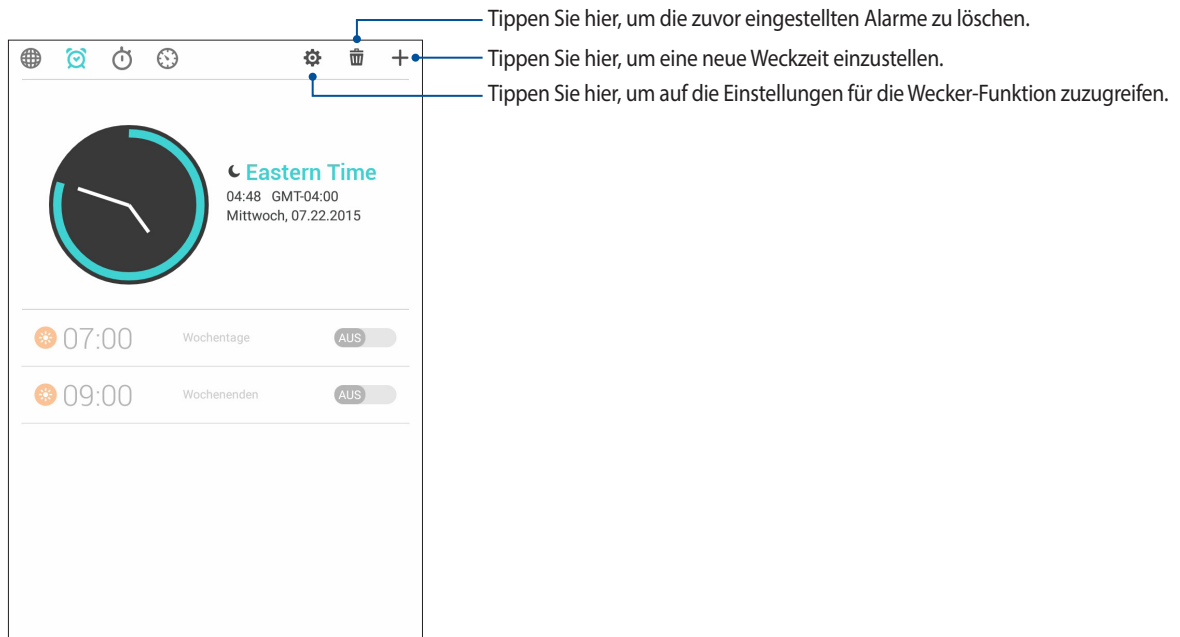 Tippen Sie hier, um die zuvor eingestellten Alarme zu löschen.
Tippen Sie hier, um eine neue Weckzeit einzustellen.
Tippen Sie hier, um auf die Einstellungen für die Wecker-Funktion zuzugreifen.
Eastern Time
04:48 GMT-04:00
Mittwoch, 07.22.2015
07:00 Wochentage AUS
09:00 Wochenenden AUS